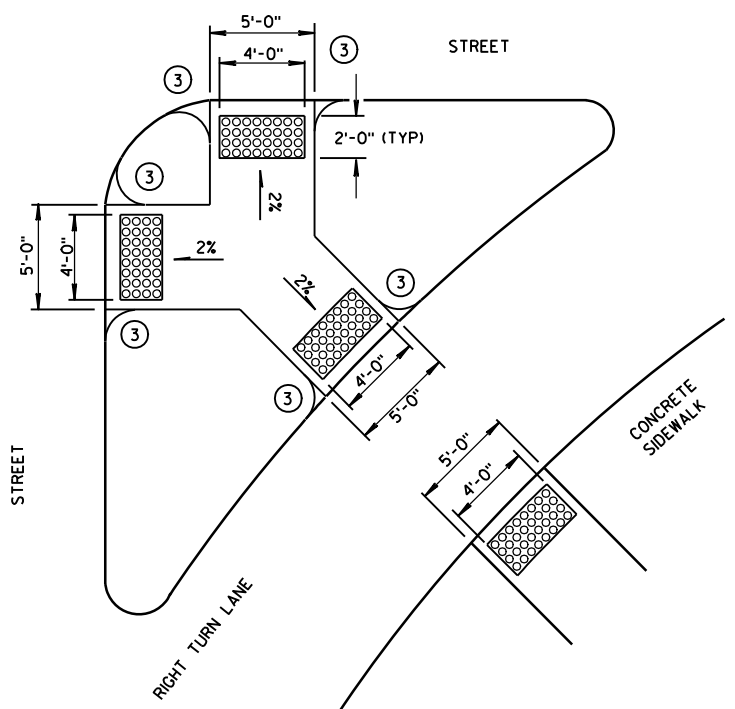 5'-0"
3
3
STREET
4'-0"
2'-0" (TYP)
3
2%
5'-0"
4'-0"
2%
2%
3
3
4'-0"
5'-0"
3
CONCRETE
SIDEWALK
5'-0"
4'-0"
STREET
RIGHT TURN LANE